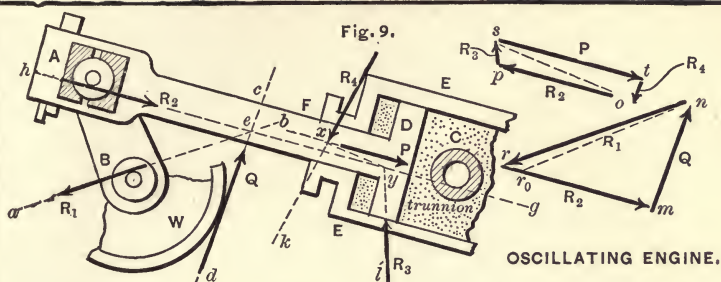 Fig. 9.
s
P
R3
p
R2
o
t
R4
n
R1
Q
r
r0
R2
m
A
h
R2
c
F
R4
E
D
C
e
b
x
P
y
g
B
a
R1
Q
W
k
E
trunnion
d
l
R3
OSCILLATING ENGINE.